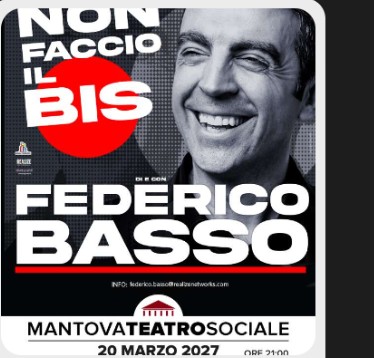 NON
FACCIO
IL
BIS
REALIZE
DI E CON
FEDERICO
BASSO
INFO: federico.basso@realizenetworks.com
MANTOVATEATROSOCIALE
20 MARZO 2027 ORE 21:00